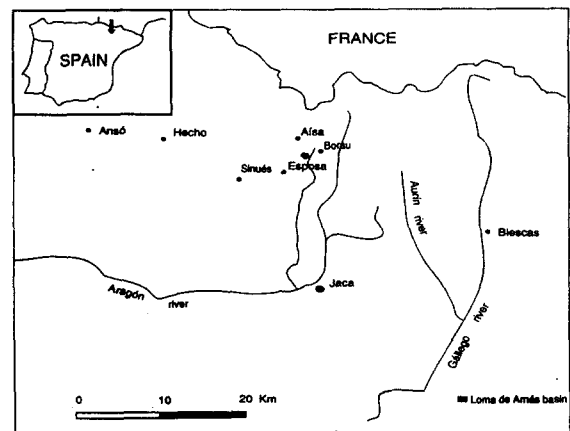 FRANCE
SPAIN
Ansó
Hecho
Aísa
Borau
Sinués
Esposa
Aurín river
Biescas
Aragón river
Jaca
Gállego river
0 10 20 Km
Loma de Arnás basin